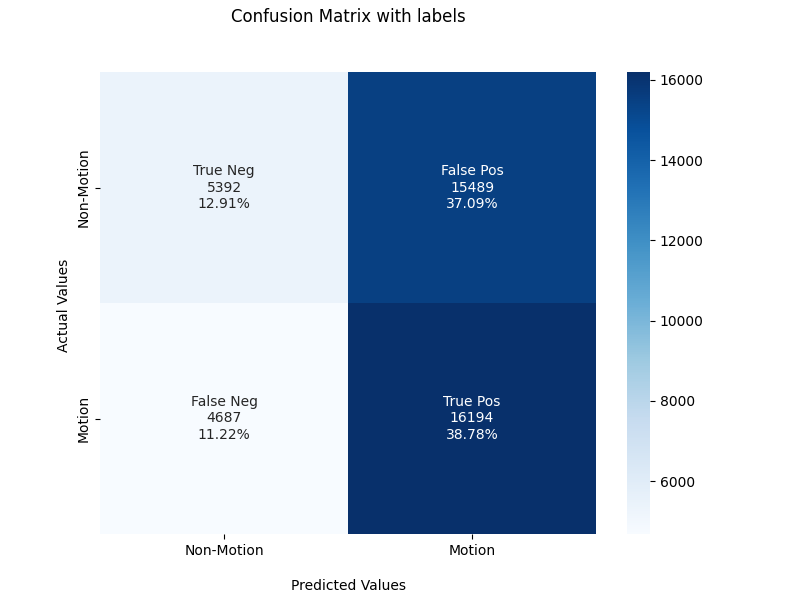 Confusion Matrix with labels
True Neg
5392
12.91%
False Pos
15489
37.09%
False Neg
4687
11.22%
True Pos
16194
38.78%
Actual Values
Non-Motion
Motion
Non-Motion
Motion
Predicted Values
16000
14000
12000
10000
8000
6000